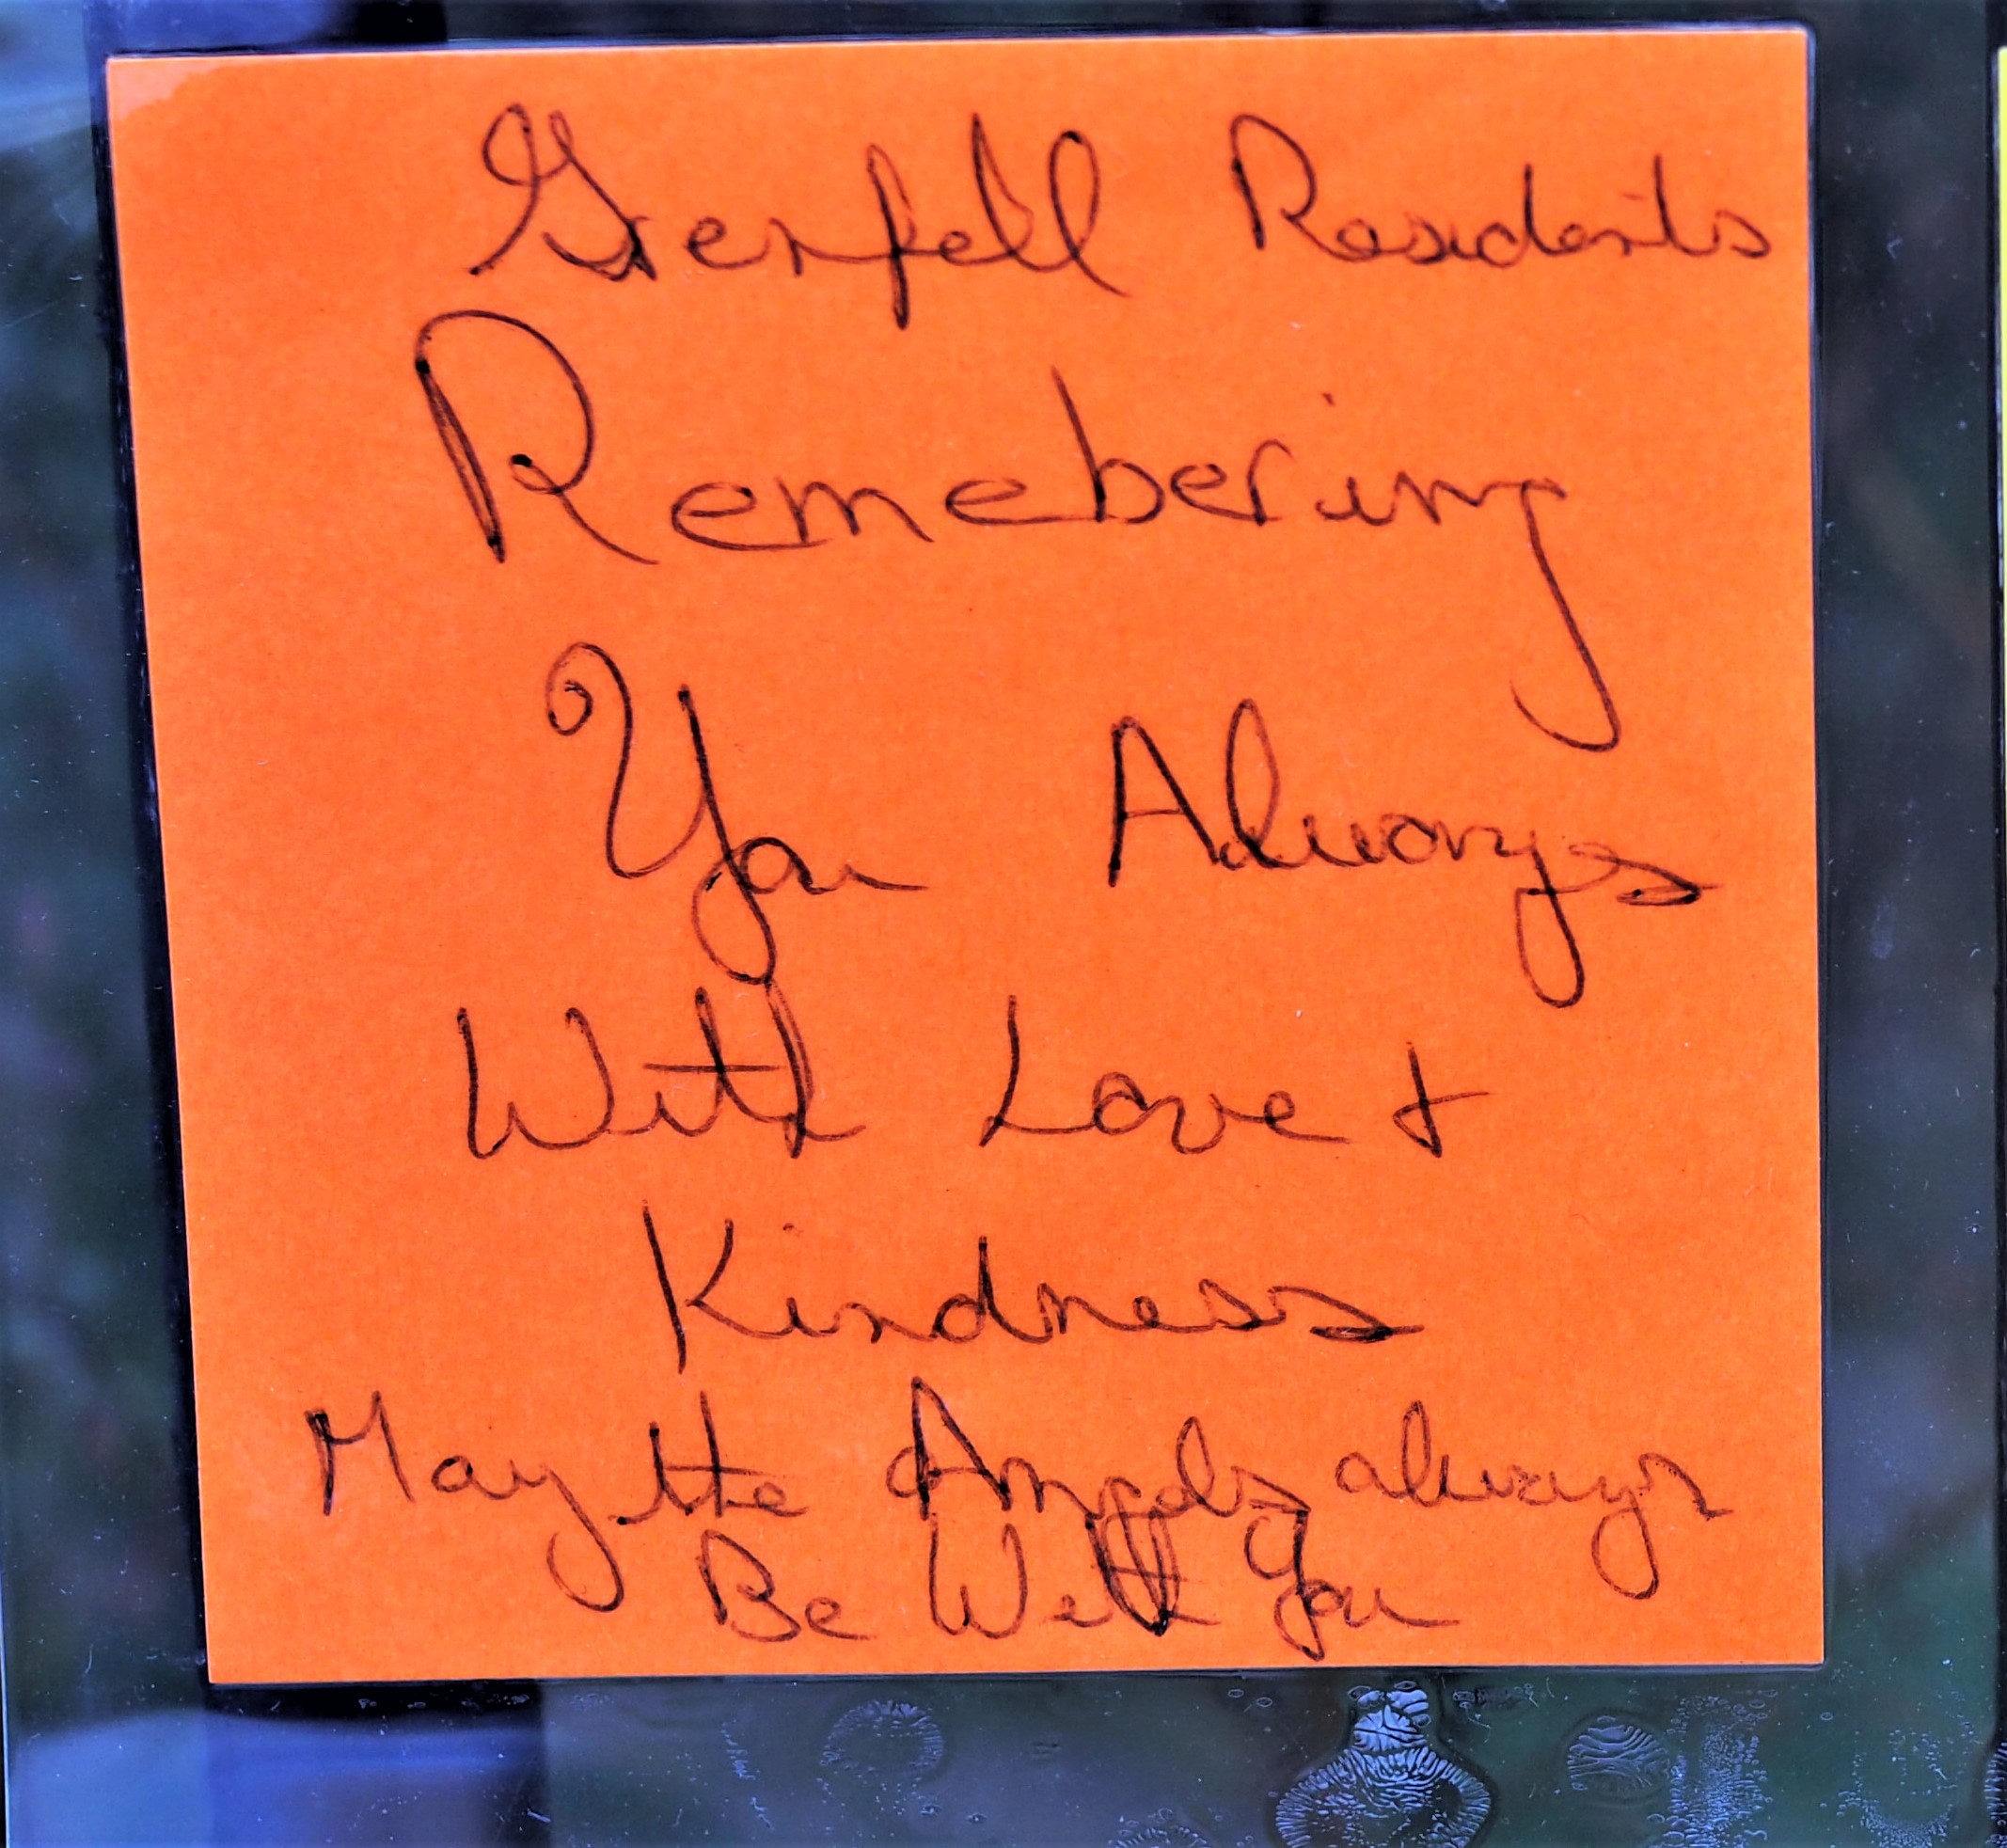 Grenfell Residents
Remebering
You Always
With Love +
Kindness
May the Angels always
Be With You